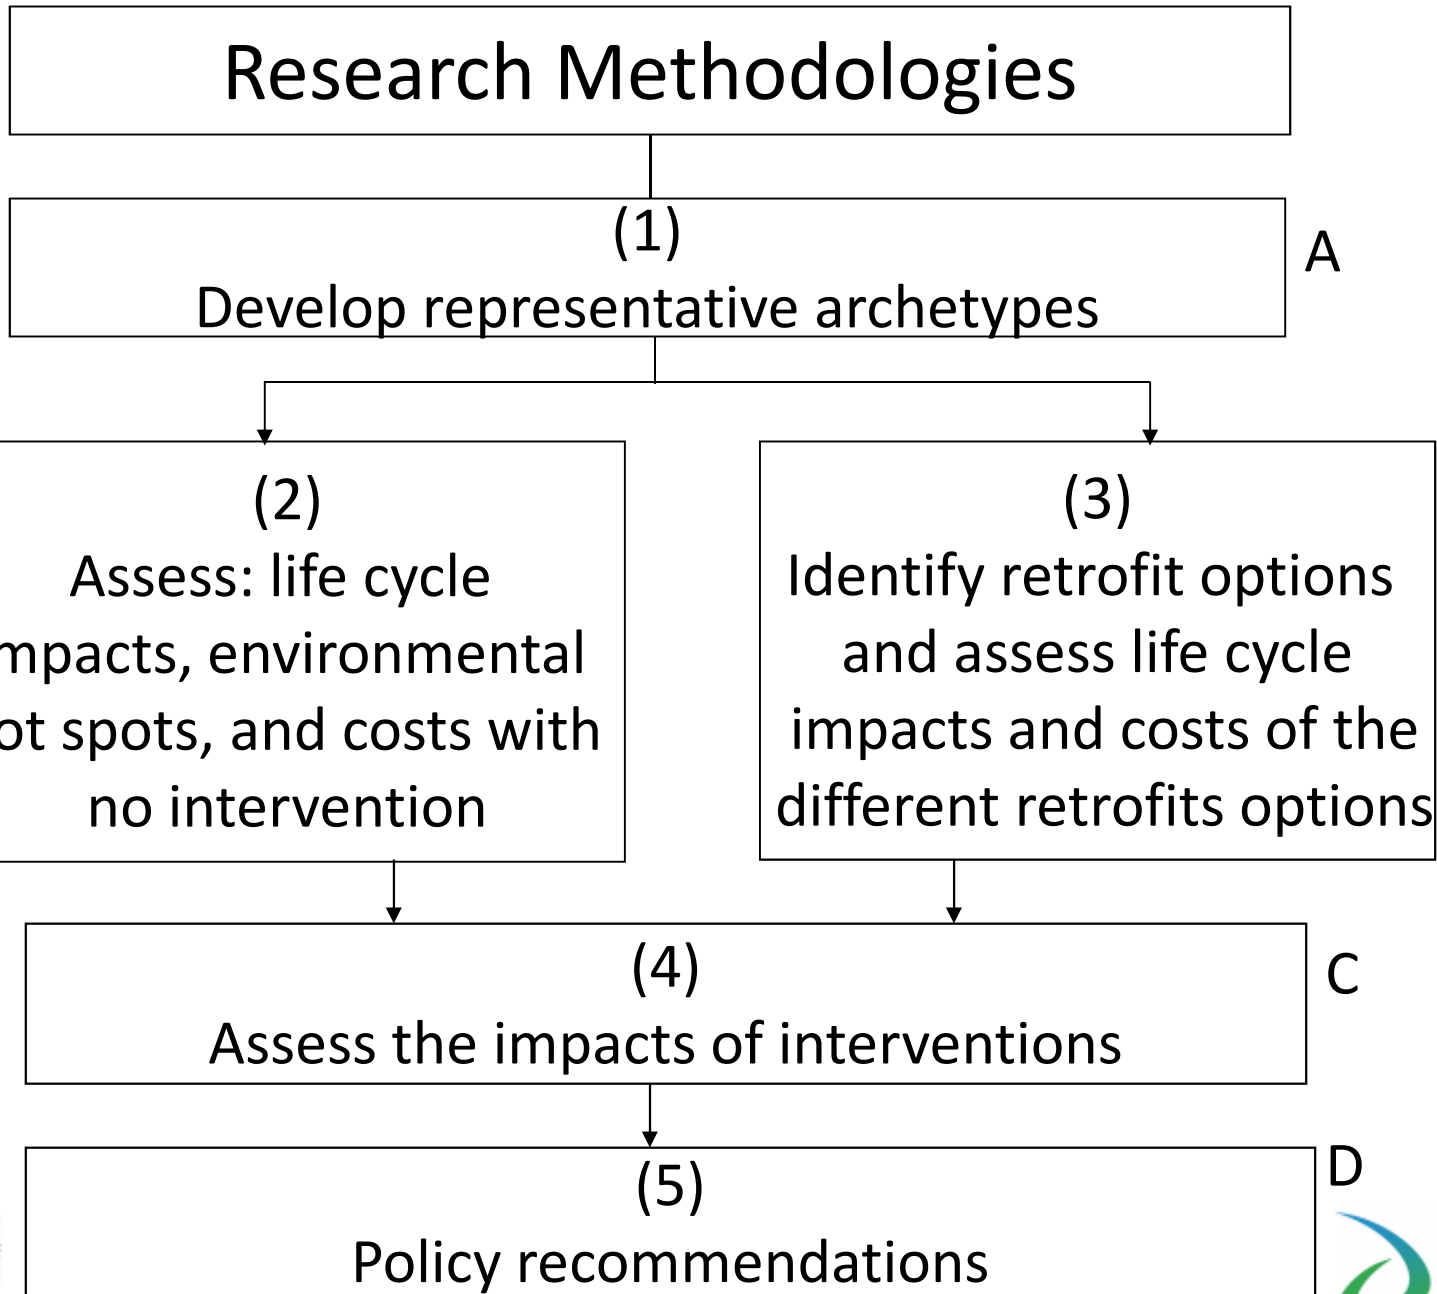 Research Methodologies
(1)
A
Develop representative archetypes
(2)
Assess: life cycle
mpacts, environmental
ot spots, and costs with
no intervention
(3)
Identify retrofit options
and assess life cycle
impacts and costs of the
different retrofits options
(4)
C
Assess the impacts of interventions
D
(5)
Policy recommendations